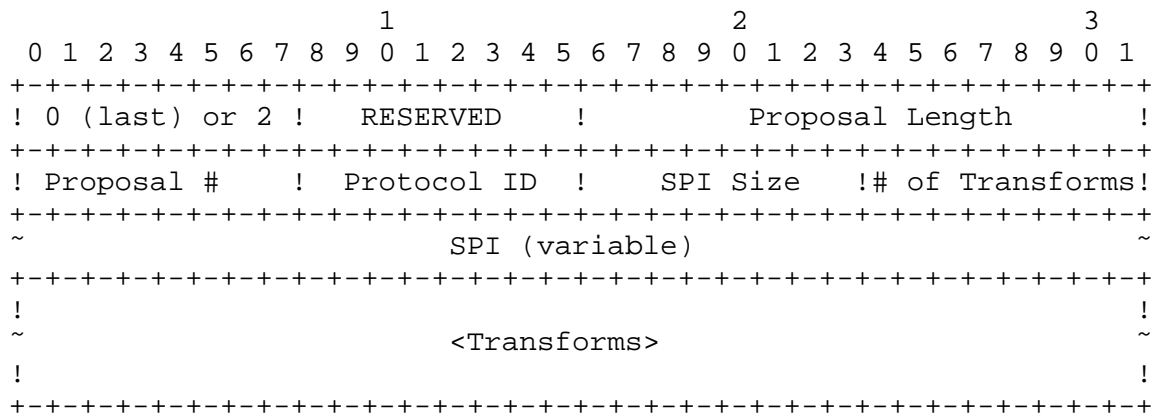 1                   2                   3
 0 1 2 3 4 5 6 7 8 9 0 1 2 3 4 5 6 7 8 9 0 1 2 3 4 5 6 7 8 9 0 1
+-+-+-+-+-+-+-+-+-+-+-+-+-+-+-+-+-+-+-+-+-+-+-+-+-+-+-+-+-+-+-+-+
! 0 (last) or 2 !   RESERVED    !         Proposal Length       !
+-+-+-+-+-+-+-+-+-+-+-+-+-+-+-+-+-+-+-+-+-+-+-+-+-+-+-+-+-+-+-+-+
! Proposal #    !  Protocol ID  !    SPI Size   !# of Transforms!
+-+-+-+-+-+-+-+-+-+-+-+-+-+-+-+-+-+-+-+-+-+-+-+-+-+-+-+-+-+-+-+-+
~                        SPI (variable)                         ~
+-+-+-+-+-+-+-+-+-+-+-+-+-+-+-+-+-+-+-+-+-+-+-+-+-+-+-+-+-+-+-+-+
!                                                               !
~                        <Transforms>                           ~
!                                                               !
+-+-+-+-+-+-+-+-+-+-+-+-+-+-+-+-+-+-+-+-+-+-+-+-+-+-+-+-+-+-+-+-+